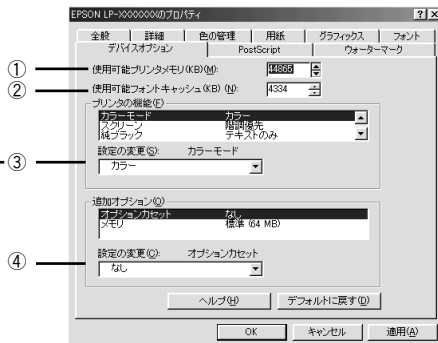 EPSON LP-XXXXXXXのプロパティ
全般 詳細 色の管理 用紙 グラフィックス フォント
デバイスオプション PostScript ウォーターマーク
① 使用可能プリンタメモリ(KB)(M): 44865
② 使用可能フォントキャッシュ(KB) (N): 4334
プリンタの機能(F)
カラーモード カラー
スクリーン 階調優先
純ブラック テキストのみ
③ 設定の変更(S): カラーモード
カラー
追加オプション(O)
オプションカセット なし
メモリ 標準 (64 MB)
④ 設定の変更(C): オプションカセット
なし
ヘルプ(H) デフォルトに戻す(D)
OK キャンセル 適用(A)